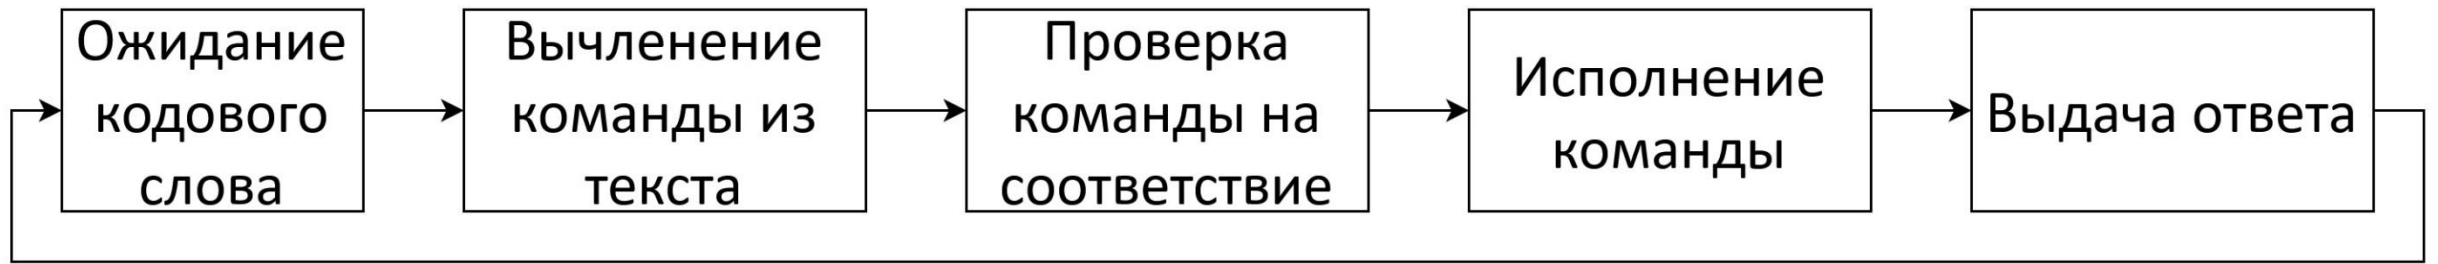 Ожидание
кодового
слова
Вычленение
команды из
текста
Проверка
команды на
соответствие
Исполнение
команды
Выдача ответа